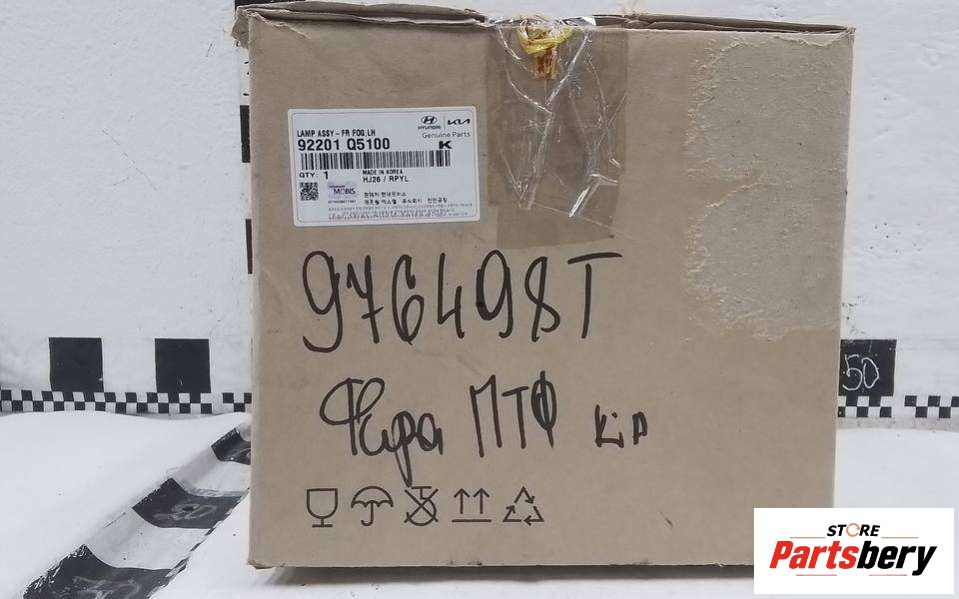 LAMP ASSY-FR FOG,LH
92201 Q5100
HYUNDAI
KIA
Genuine Parts
K
QTY: 1
MADE IN KOREA
HJ26 / RPYL
MOBIS
976498T
Фара ПТФ KiA
50
STORE
Partsbery